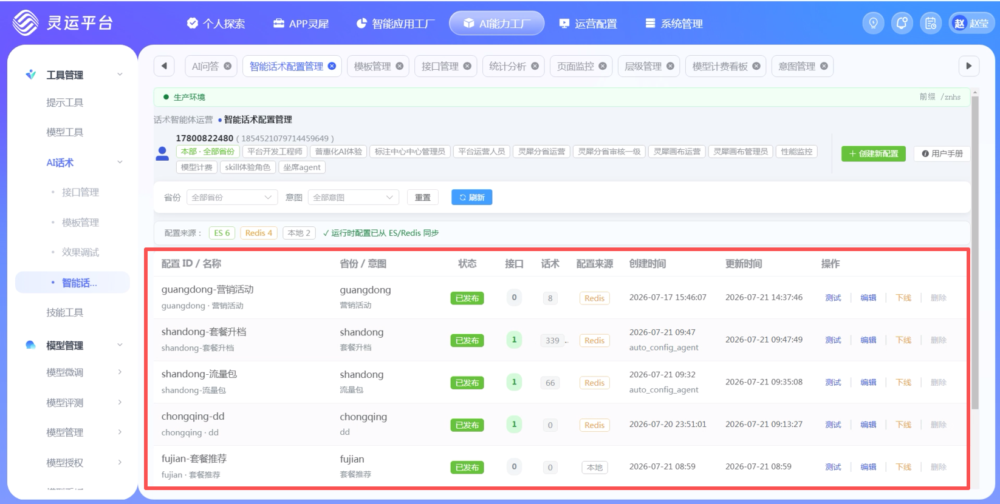 灵运平台
个人探索
APP灵犀
智能应用工厂
AI能力工厂
运营配置
系统管理
赵 赵莹
工具管理
提示工具
模型工具
AI话术
接口管理
模板管理
效果调试
智能话...
技能工具
模型管理
模型微调
模型评测
模型管理
模型授权
AI问答
智能话术配置管理
模板管理
接口管理
统计分析
页面监控
层级管理
模型计费看板
意图管理
生产环境
前缀 /znhs
话术智能体运营 智能话术配置管理
17800822480 ( 1854521079714459649 )
本部 · 全部省份 平台开发工程师 普惠化AI体验 标注中心中心管理员 平台运营人员 灵犀分省运营 灵犀分省审核一级 灵犀画布运营 灵犀画布管理员 性能监控
模型计费 skill体验角色 坐席agent
+ 创建新配置
用户手册
省份 全部省份 意图 全部意图 重置 刷新
配置来源： ES 6 Redis 4 本地 2 ✓ 运行时配置已从 ES/Redis 同步
配置 ID / 名称 省份 / 意图 状态 接口 话术 配置来源 创建时间 更新时间 操作
guangdong-营销活动 guangdong
guangdong · 营销活动 营销活动
已发布 0 8 Redis 2026-07-17 15:46:07 2026-07-21 14:37:46 测试 编辑 下线 删除
shandong-套餐升档 shandong
shandong-套餐升档 套餐升档
已发布 1 339 .. Redis 2026-07-21 09:47 2026-07-21 09:47:49 测试 编辑 下线 删除
auto_config_agent
shandong-流量包 shandong
shandong-流量包 流量包
已发布 1 66 Redis 2026-07-21 09:32 2026-07-21 09:35:08 测试 编辑 下线 删除
auto_config_agent
chongqing-dd chongqing
chongqing · dd dd
已发布 1 0 Redis 2026-07-20 23:51:01 2026-07-21 09:13:27 测试 编辑 下线 删除
fujian-套餐推荐 fujian
fujian · 套餐推荐 套餐推荐
已发布 0 0 本地 2026-07-21 08:59 2026-07-21 08:59 测试 编辑 下线 删除